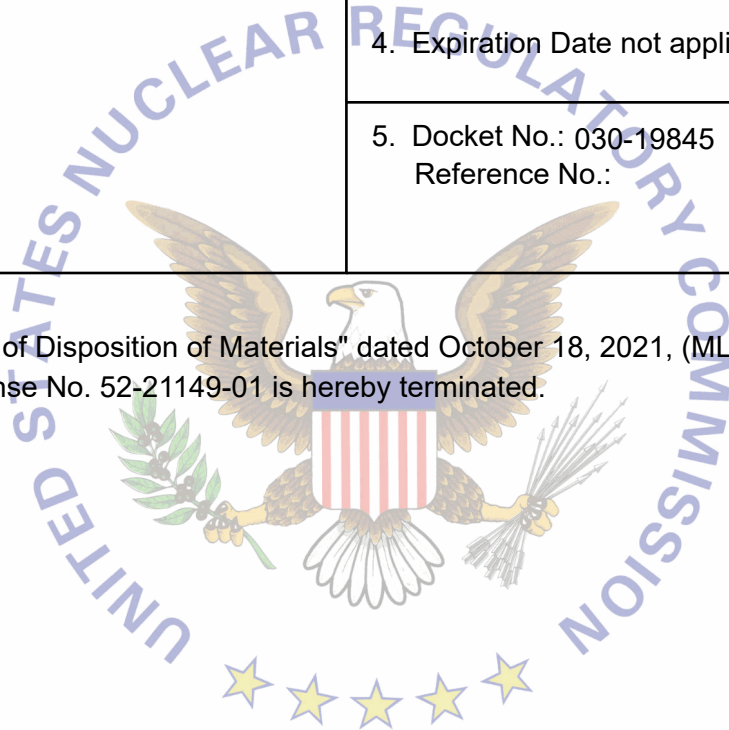 UNITED STATES NUCLEAR REGULATORY COMMISSION
4. Expiration Date not appli
5. Docket No.: 030-19845
Reference No.:
of Disposition of Materials" dated October 18, 2021, (ML
nse No. 52-21149-01 is hereby terminated.